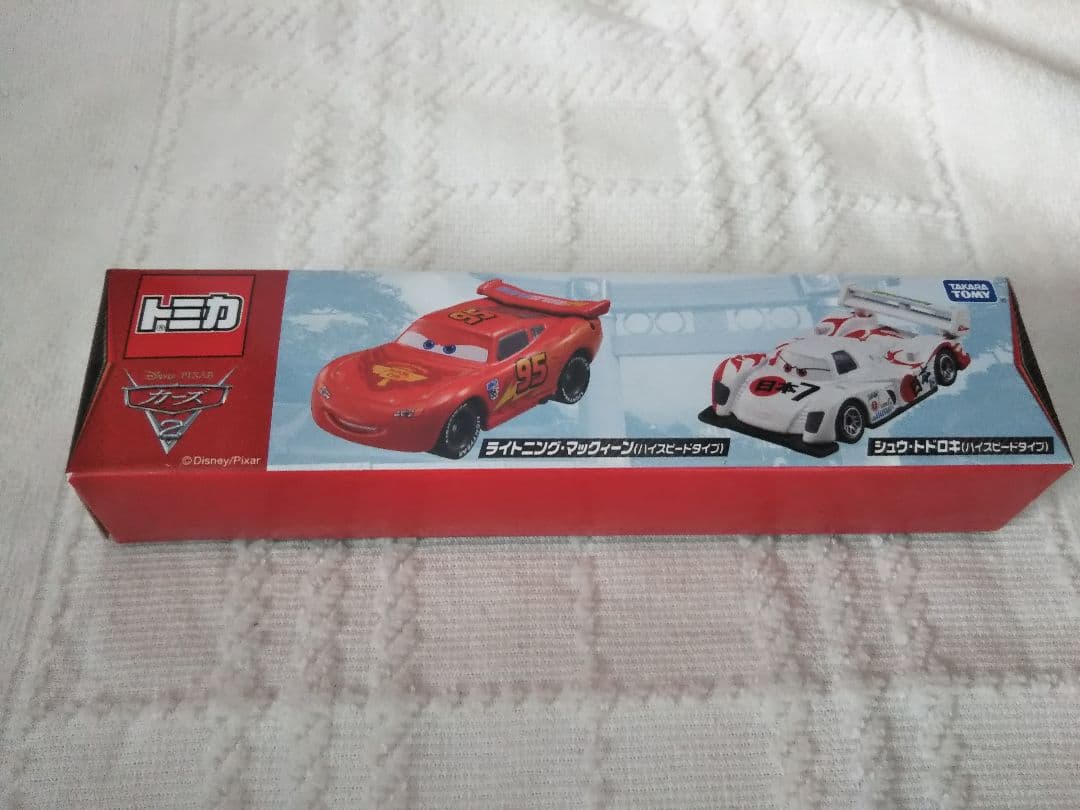 トミカ
Disney・PIXAR
カーズ
2
©Disney/Pixar
95
95
ライトニング・マックィーン(ハイスピードタイプ)
日本7
シュウ・トドロキ(ハイスピードタイプ)
TAKARA
TOMY